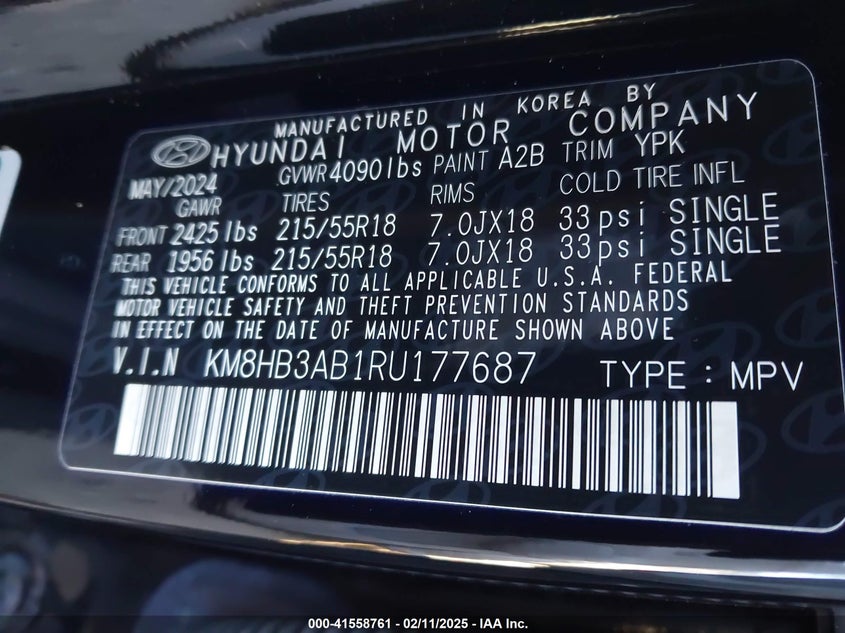 MANUFACTURED IN KOREA BY
HYUNDAI MOTOR COMPANY
MAY/2024 GVWR 4090lbs PAINT A2B TRIM YPK
GAWR TIRES RIMS COLD TIRE INFL
FRONT 2425 lbs 215/55R18 7.0JX18 33psi SINGLE
REAR 1956 lbs 215/55R18 7.0JX18 33psi SINGLE
THIS VEHICLE CONFORMS TO ALL APPLICABLE U.S.A. FEDERAL
MOTOR VEHICLE SAFETY AND THEFT PREVENTION STANDARDS
IN EFFECT ON THE DATE OF MANUFACTURE SHOWN ABOVE
V.I.N KM8HB3AB1RU177687 TYPE : MPV
000-41558761 - 02/11/2025 - IAA Inc.